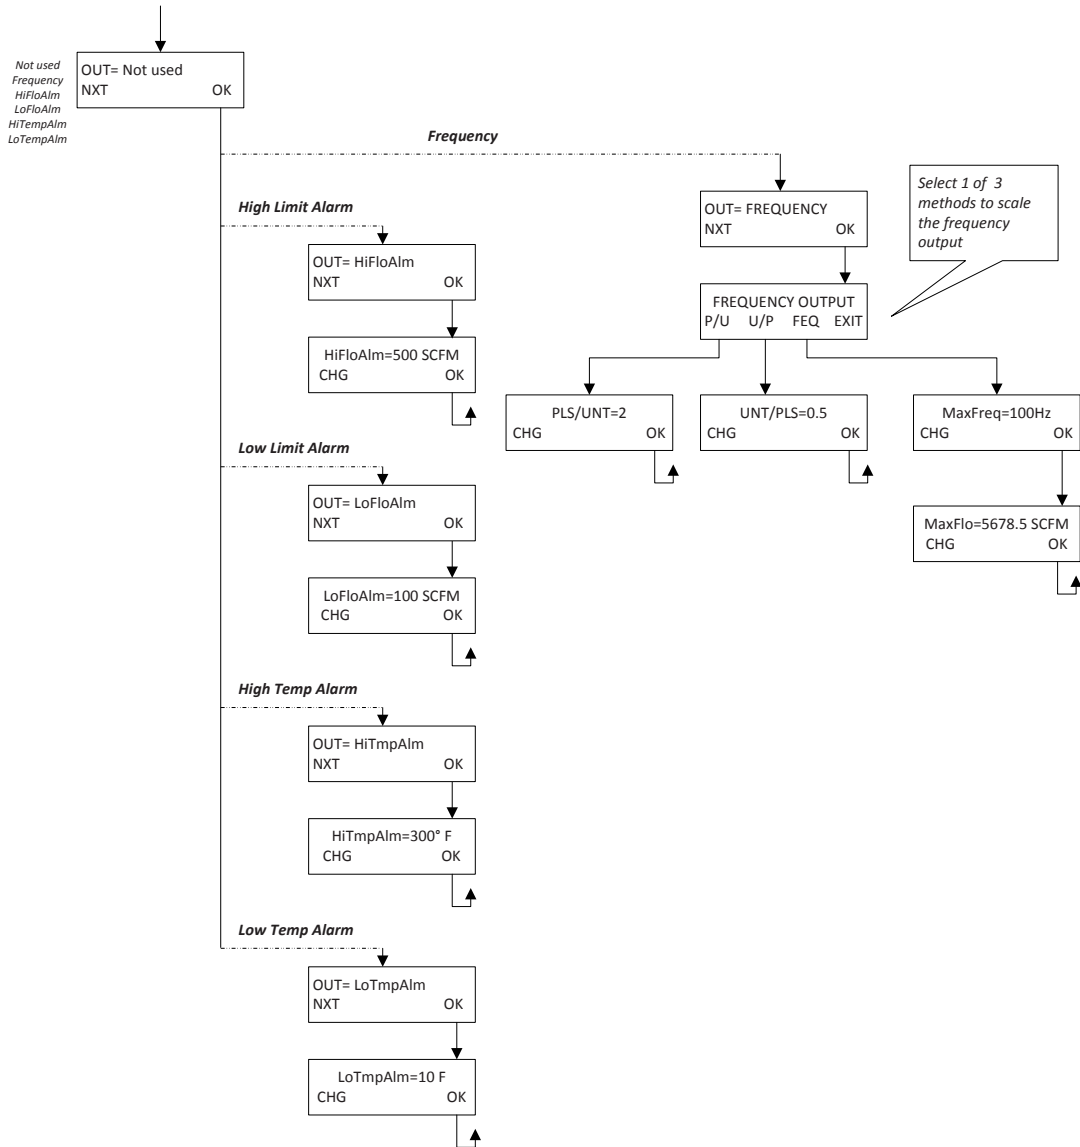 Not used
Frequency
HiFloAlm
LoFloAlm
HiTempAlm
LoTempAlm
OUT= Not used
NXT OK
Frequency
Select 1 of 3
methods to scale
the frequency
output
OUT= FREQUENCY
NXT OK
FREQUENCY OUTPUT
P/U U/P FEQ EXIT
PLS/UNT=2
CHG OK
UNT/PLS=0.5
CHG OK
MaxFreq=100Hz
CHG OK
MaxFlo=5678.5 SCFM
CHG OK
High Limit Alarm
OUT= HiFloAlm
NXT OK
HiFloAlm=500 SCFM
CHG OK
Low Limit Alarm
OUT= LoFloAlm
NXT OK
LoFloAlm=100 SCFM
CHG OK
High Temp Alarm
OUT= HiTmpAlm
NXT OK
HiTmpAlm=300° F
CHG OK
Low Temp Alarm
OUT= LoTmpAlm
NXT OK
LoTmpAlm=10 F
CHG OK